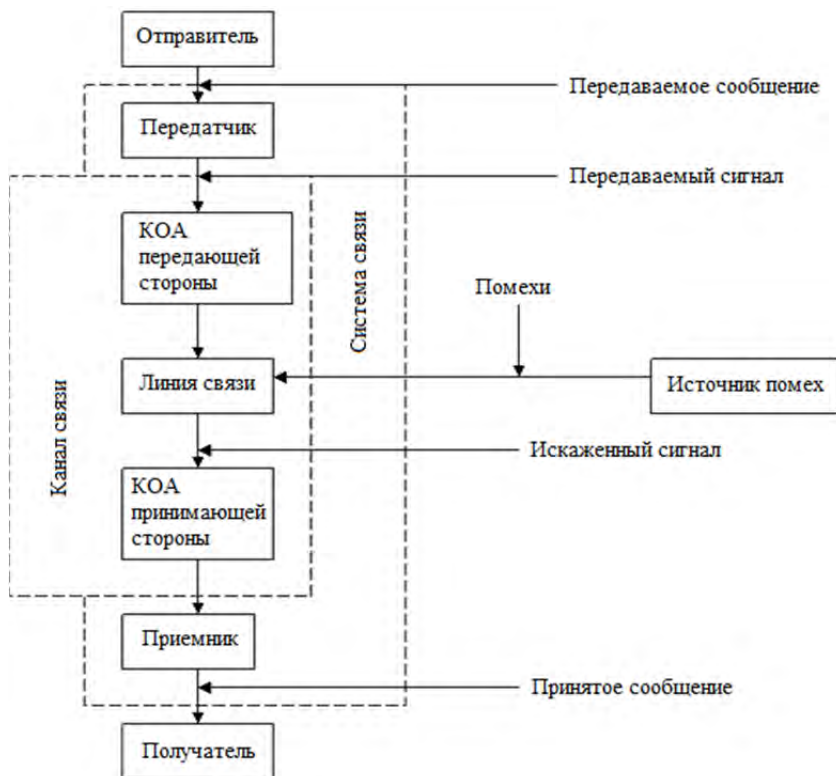 Отправитель
Передаваемое сообщение
Передатчик
Передаваемый сигнал
КОА
передающей
стороны
Система связи
Помехи
Линия связи
Источник помех
Канал связи
Искаженный сигнал
КОА
принимающей
стороны
Приемник
Принятое сообщение
Получатель